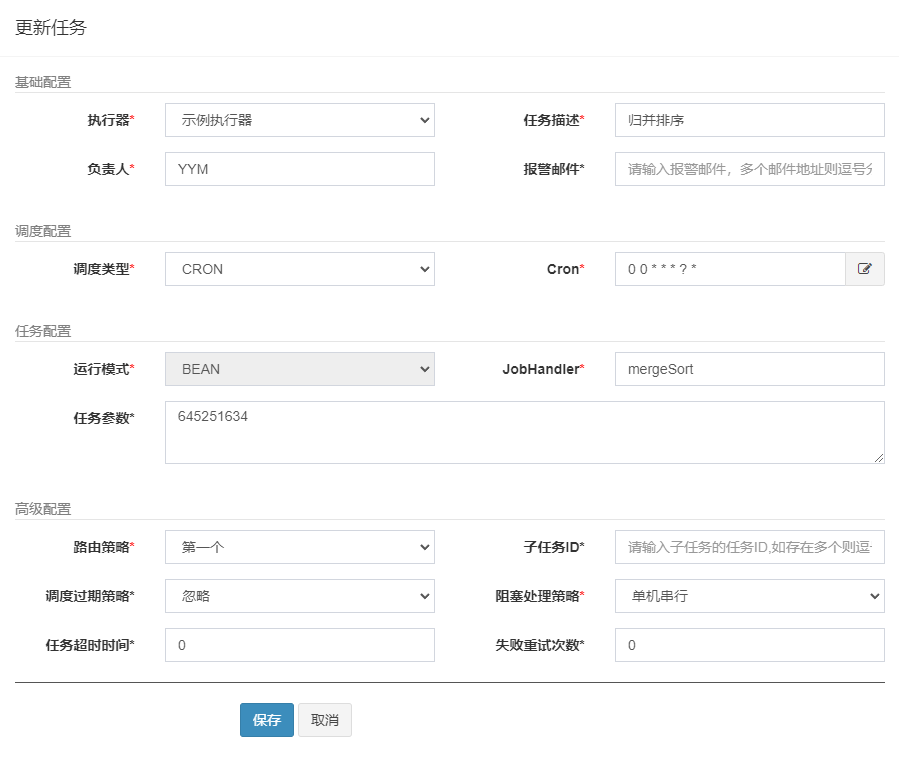 更新任务
基础配置
执行器* 示例执行器 任务描述* 归并排序
负责人* YYM 报警邮件* 请输入报警邮件，多个邮件地址则逗号分
调度配置
调度类型* CRON Cron* 0 0 * * * ? *
任务配置
运行模式* BEAN JobHandler* mergeSort
任务参数* 645251634
高级配置
路由策略* 第一个 子任务ID* 请输入子任务的任务ID,如存在多个则逗
调度过期策略* 忽略 阻塞处理策略* 单机串行
任务超时时间* 0 失败重试次数* 0
保存 取消